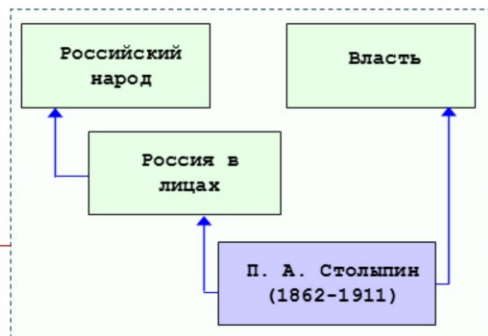 Российский
народ
Власть
Россия в
лицах
П. А. Столыпин
(1862-1911)